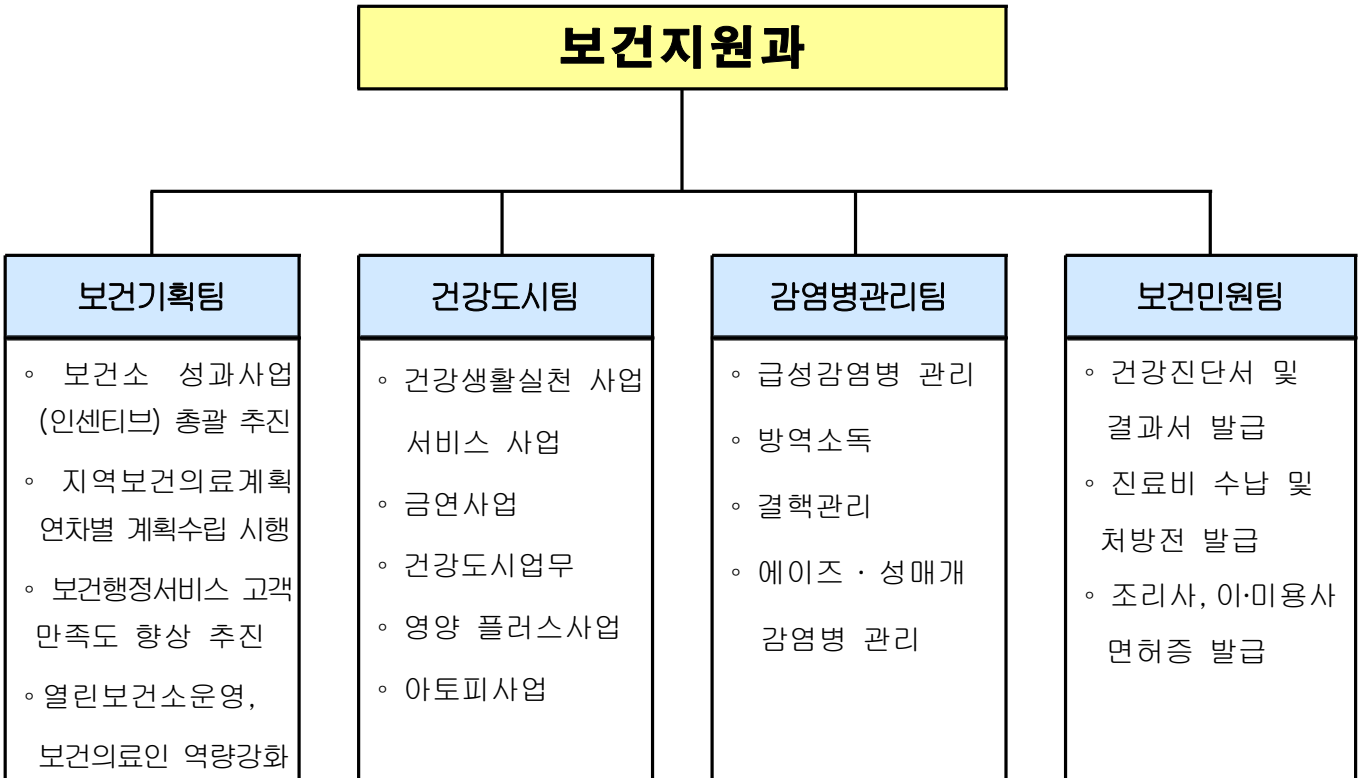 보건지원과
보건기획팀
◦ 보건소 성과사업
(인센티브) 총괄 추진
◦ 지역보건의료계획
연차별 계획수립 시행
◦ 보건행정서비스 고객
만족도 향상 추진
◦열린보건소운영,
보건의료인 역량강화
건강도시팀
◦ 건강생활실천 사업
서비스 사업
◦ 금연사업
◦ 건강도시업무
◦ 영양 플러스사업
◦ 아토피사업
감염병관리팀
◦ 급성감염병 관리
◦ 방역소독
◦ 결핵관리
◦ 에이즈 · 성매개
감염병 관리
보건민원팀
◦ 건강진단서 및
결과서 발급
◦ 진료비 수납 및
처방전 발급
◦ 조리사, 이·미용사
면허증 발급